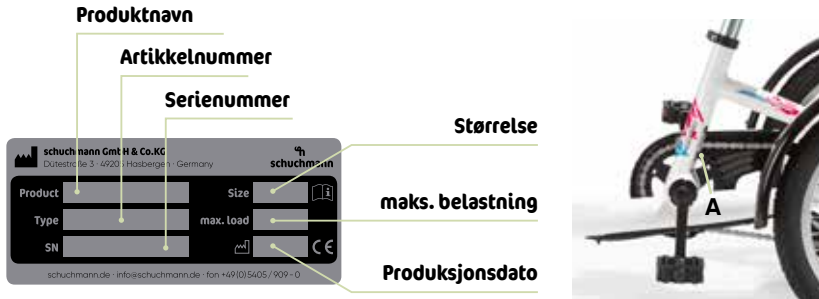 Produktnavn
Artikkelnummer
Serienummer
Størrelse
maks. belastning
Produksjonsdato
schuchmann GmbH & Co.KG
Dütestraße 3 · 49205 Hasbergen · Germany
schuchmann
Product
Size
Type
max. load
SN
CE
schuchmann.de · info@schuchmann.de · fon +49 (0) 5405 / 909 - 0
A